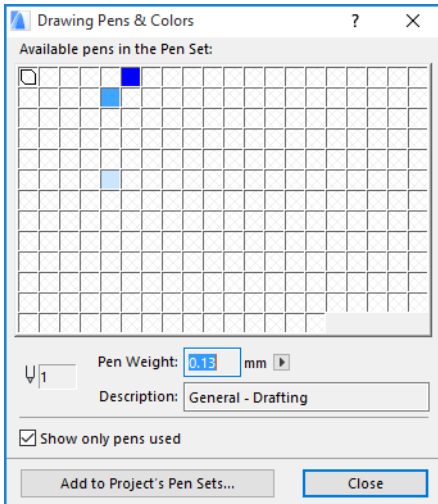 Drawing Pens & Colors ?
Available pens in the Pen Set:
Pen Weight: 0.13 mm
1
Description: General - Drafting
Show only pens used
Add to Project's Pen Sets... Close